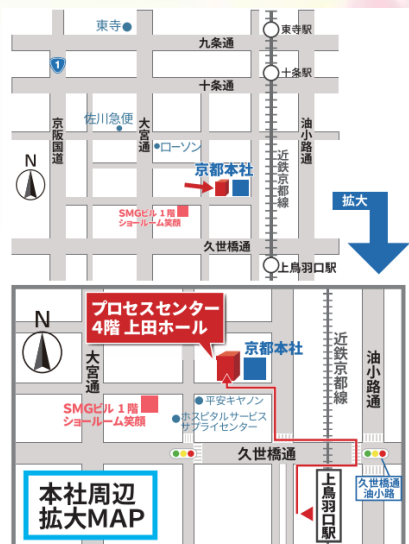 東寺
東寺駅
九条通
1
十条駅
十条通
佐川急便
京阪国道
大宮通
ローソン
近鉄京都線
油小路通
N
京都本社
拡大
SMGビル 1階
ショールーム笑顔
久世橋通
上鳥羽口駅
プロセスセンター
4階 上田ホール
N
京都本社
大宮通
近鉄京都線
油小路通
平安キヤノン
SMGビル 1階
ショールーム笑顔
ホスピタルサービス
サプライセンター
久世橋通
久世橋通
油小路
上鳥羽口駅
本社周辺
拡大MAP